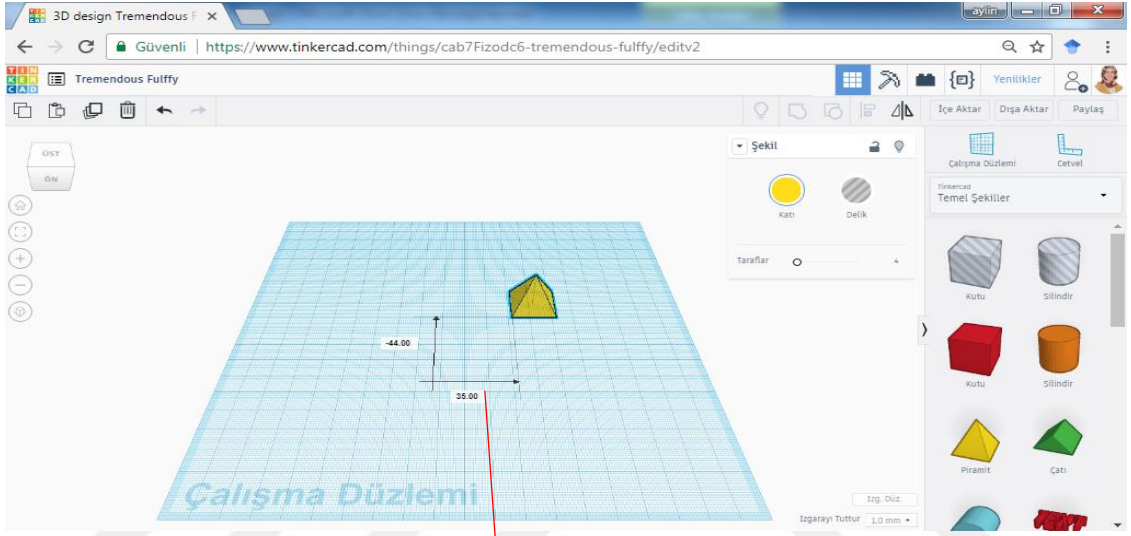 3D design Tremendous F
aylin
Güvenli | https://www.tinkercad.com/things/cab7Fizodc6-tremendous-fulffy/editv2
TIN
KER
CAD
Tremendous Fulffy
Yenilikler
İçe Aktar
Dışa Aktar
Paylaş
ÜST
ÖN
Şekil
Katı
Delik
Taraflar
4
Çalışma Düzlemi
Cetvel
Tinkercad
Temel Şekiller
Kutu
Silindir
Kutu
Silindir
Piramit
Çatı
TEXT
-44.00
35.00
Çalışma Düzlemi
Izg. Düz.
Izgarayı Tuttur
1,0 mm